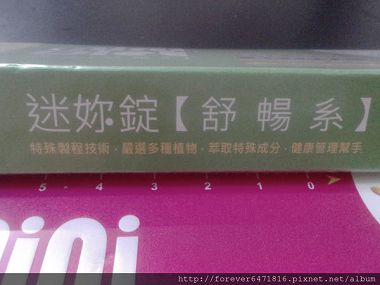 迷妳錠【舒暢系】
特殊製程技術．嚴選多種植物．萃取特殊成分．健康管理幫手
5 - 4 3 2 1 0
ini
http://forever6471816.pixnet.net/album